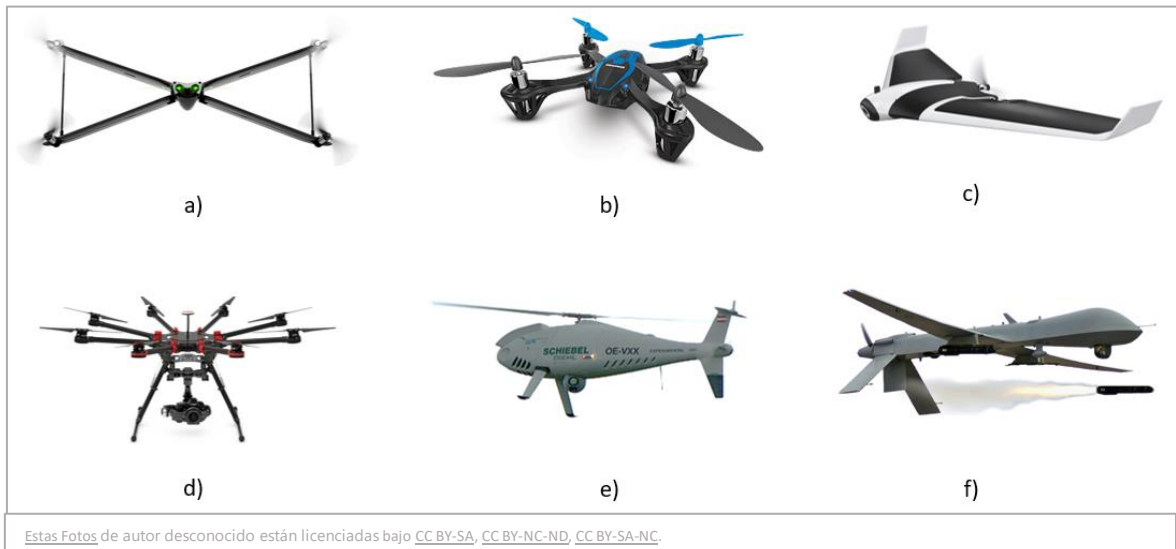 a)
b)
c)
SCHIEBEL
OE-VXX
EXPERIMENTAL
d)
e)
f)
Estas Fotos de autor desconocido están licenciadas bajo CC BY-SA, CC BY-NC-ND, CC BY-SA-NC.